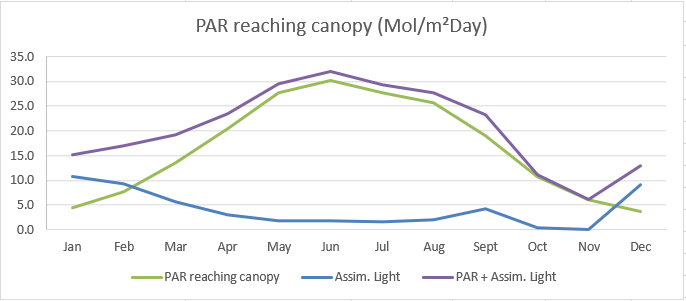 PAR reaching canopy (Mol/m²Day)
35.0
30.0
25.0
20.0
15.0
10.0
5.0
0.0
Jan Feb Mar Apr May Jun Jul Aug Sept Oct Nov Dec
PAR reaching canopy Assim. Light PAR + Assim. Light